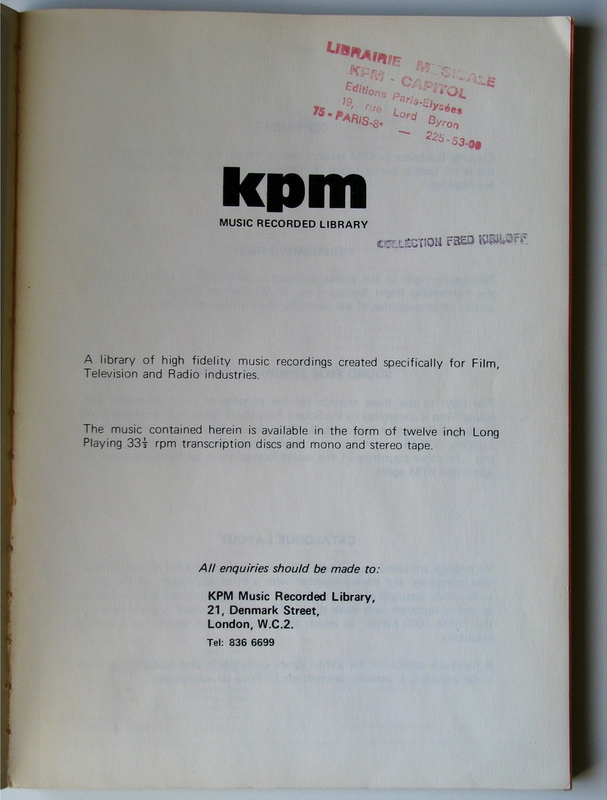 LIBRAIRIE MUSICALE
KPM - CAPITOL
Editions Paris-Elysées
19, rue Lord Byron
75 - PARIS-8e — 225-53-00
kpm
MUSIC RECORDED LIBRARY
COLLECTION FRED KIRILOFF
A library of high fidelity music recordings created specifically for Film,
Television and Radio industries.
The music contained herein is available in the form of twelve inch Long
Playing 33⅓ rpm transcription discs and mono and stereo tape.
All enquiries should be made to:
KPM Music Recorded Library,
21, Denmark Street,
London, W.C.2.
Tel: 836 6699